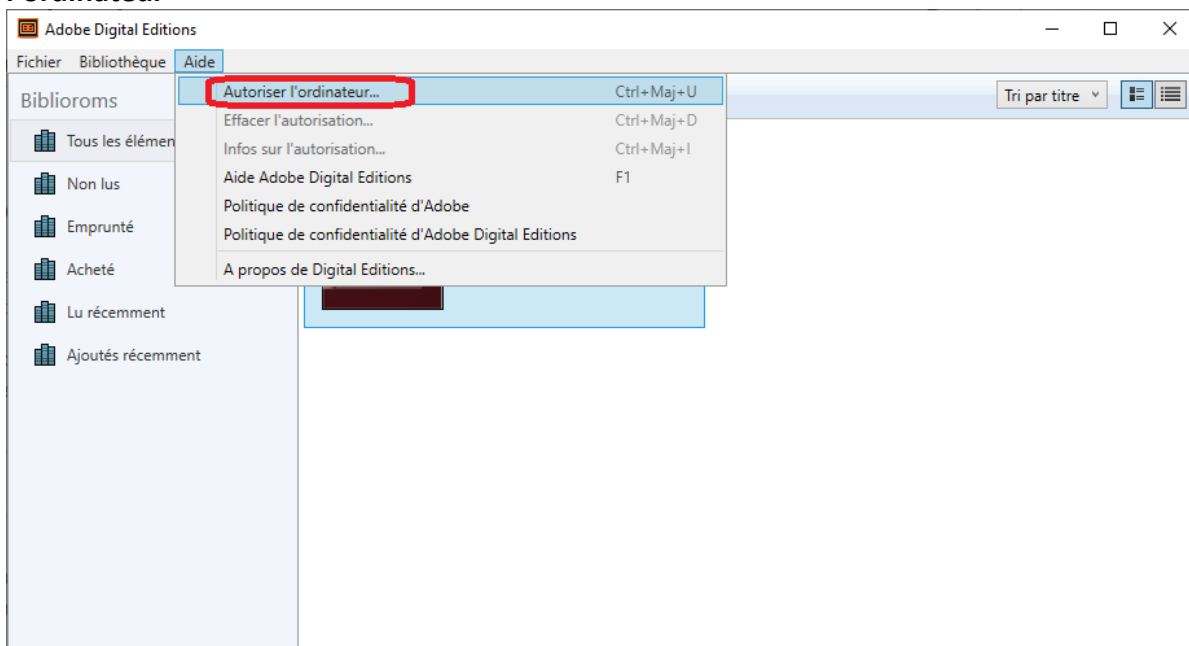 Adobe Digital Editions
Fichier Bibliothèque Aide
Biblioroms
Autoriser l'ordinateur... Ctrl+Maj+U
Tri par titre
Effacer l'autorisation... Ctrl+Maj+D
Tous les élémen
Infos sur l'autorisation... Ctrl+Maj+I
Non lus
Aide Adobe Digital Editions F1
Politique de confidentialité d'Adobe
Emprunté
Politique de confidentialité d'Adobe Digital Editions
Acheté
A propos de Digital Editions...
Lu récemment
Ajoutés récemment